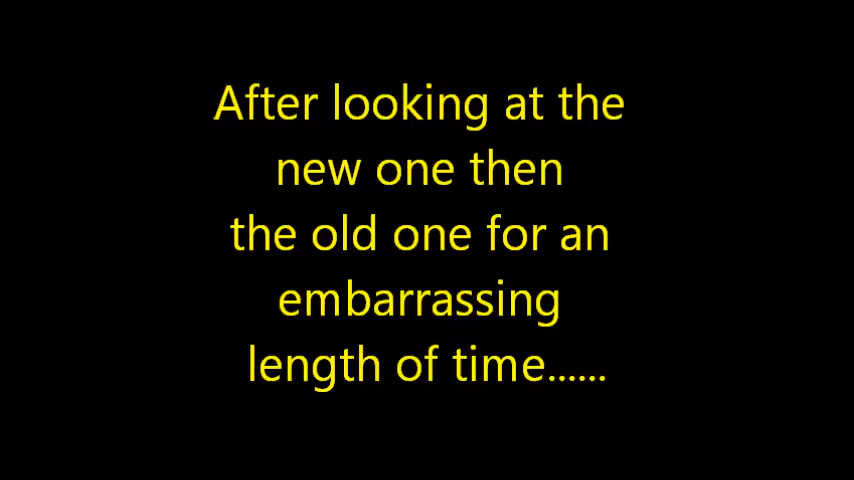 After looking at the
new one then
the old one for an
embarrassing
length of time......